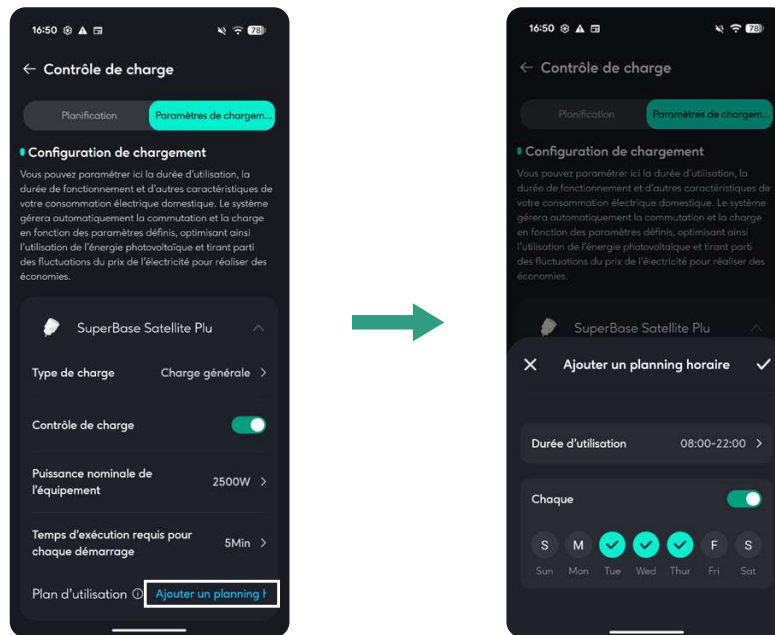 16:50
78
Contrôle de charge
Planification
Paramètres de chargem...
Configuration de chargement
Vous pouvez paramétrer ici la durée d'utilisation, la
durée de fonctionnement et d'autres caractéristiques de
votre consommation électrique domestique. Le système
gérera automatiquement la commutation et la charge
en fonction des paramètres définis, optimisant ainsi
l'utilisation de l'énergie photovoltaïque et tirant parti
des fluctuations du prix de l'électricité pour réaliser des
économies.
SuperBase Satellite Plu
Type de charge Charge générale
Contrôle de charge
Puissance nominale de
l'équipement
2500W
Temps d'exécution requis pour
chaque démarrage
5Min
Plan d'utilisation Ajouter un planning h
16:50
78
Contrôle de charge
Planification
Paramètres de chargem...
Configuration de chargement
Vous pouvez paramétrer ici la durée d'utilisation, la
durée de fonctionnement et d'autres caractéristiques de
votre consommation électrique domestique. Le système
gérera automatiquement la commutation et la charge
en fonction des paramètres définis, optimisant ainsi
l'utilisation de l'énergie photovoltaïque et tirant parti
des fluctuations du prix de l'électricité pour réaliser des
économies.
SuperBase Satellite Plu
Ajouter un planning horaire
Durée d'utilisation 08:00-22:00
Chaque
S M F S
Sun Mon Tue Wed Thur Fri Sat